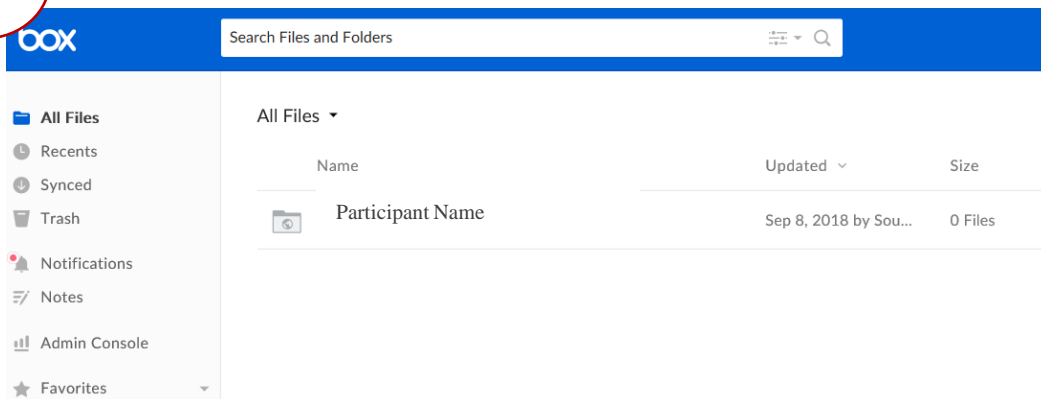 box
Search Files and Folders
All Files
Recents
Synced
Trash
Notifications
Notes
Admin Console
Favorites
All Files
Name Updated Size
Participant Name Sep 8, 2018 by Sou... 0 Files